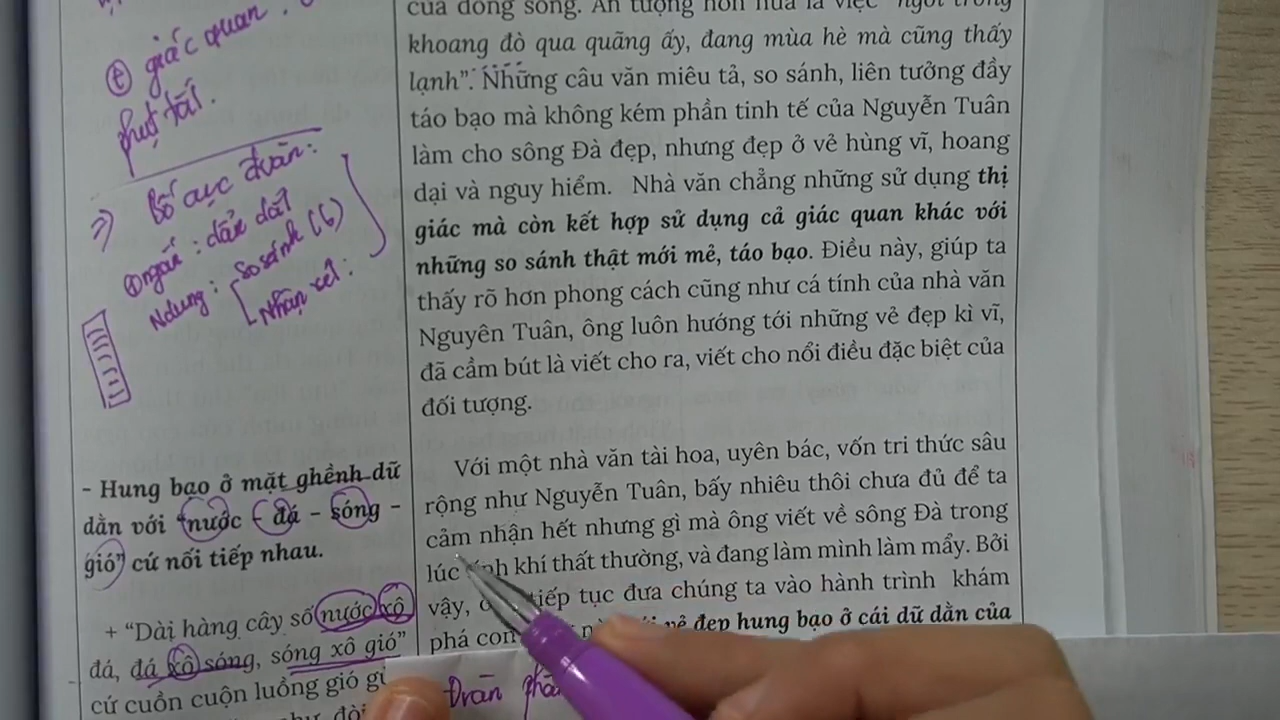 giác quan.
phụt tắt.
⇒ Bố cục đoạn:
ngắn: dẫn dắt
Ndung: so sánh (6)
Nhận xét:
- Hung bạo ở mặt ghềnh dữ
dằn với “nước – đá – sóng –
gió” cứ nối tiếp nhau.
+ “Dài hàng cây số nước xô
đá, đá xô sóng, sóng xô gió”
cứ cuồn cuộn luồng gió
của dòng sông. Ấn tượng hơn nữa là việc “ngồi trong
khoang đò qua quãng ấy, đang mùa hè mà cũng thấy
lạnh”. Những câu văn miêu tả, so sánh, liên tưởng đầy
táo bạo mà không kém phần tinh tế của Nguyễn Tuân
làm cho sông Đà đẹp, nhưng đẹp ở vẻ hùng vĩ, hoang
dại và nguy hiểm. Nhà văn chẳng những sử dụng thị
giác mà còn kết hợp sử dụng cả giác quan khác với
những so sánh thật mới mẻ, táo bạo. Điều này, giúp ta
thấy rõ hơn phong cách cũng như cá tính của nhà văn
Nguyên Tuân, ông luôn hướng tới những vẻ đẹp kì vĩ,
đã cầm bút là viết cho ra, viết cho nổi điều đặc biệt của
đối tượng.
Với một nhà văn tài hoa, uyên bác, vốn tri thức sâu
rộng như Nguyễn Tuân, bấy nhiêu thôi chưa đủ để ta
cảm nhận hết nhưng gì mà ông viết về sông Đà trong
lúc tính khí thất thường, và đang làm mình làm mẩy. Bởi
vậy, tiếp tục đưa chúng ta vào hành trình khám
phá con vẻ đẹp hung bạo ở cái dữ dằn của
Đoạn